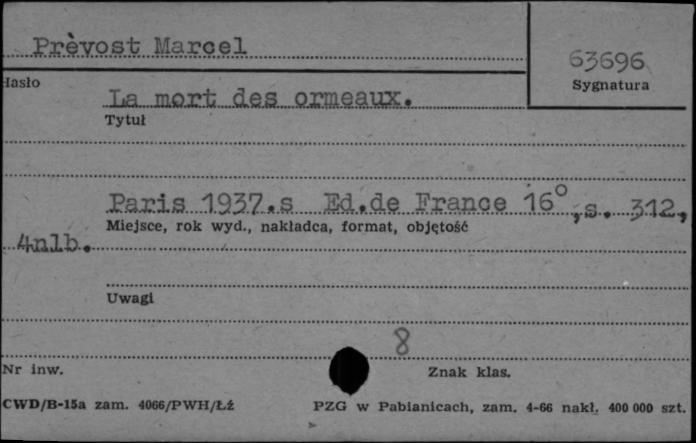 Prèvost Marcel
63696
Hasło
Sygnatura
La mort des ormeaux.
Tytuł
Paris 1937.s Ed.de France 16°,s. 312,
Miejsce, rok wyd., nakładca, format, objętość
4nlb.
Uwagi
8
Nr inw.
Znak klas.
CWD/B-15a zam. 4066/PWH/Łź
PZG w Pabianicach, zam. 4-66 nakł. 400 000 szt.